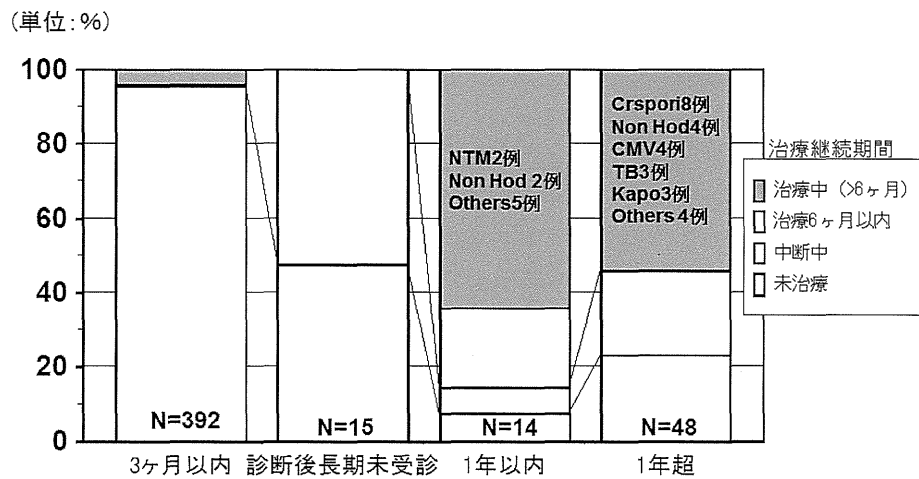 (単位:%)
100
80
60
40
20
0
N=392
N=15
NTM2例
Non Hod 2例
Others5例
N=14
Crspori8例
Non Hod4例
CMV4例
TB3例
Kapo3例
Others 4例
N=48
3ヶ月以内
診断後長期未受診
1年以内
1年超
治療継続期間
治療中(>6ヶ月)
治療6ヶ月以内
中断中
未治療